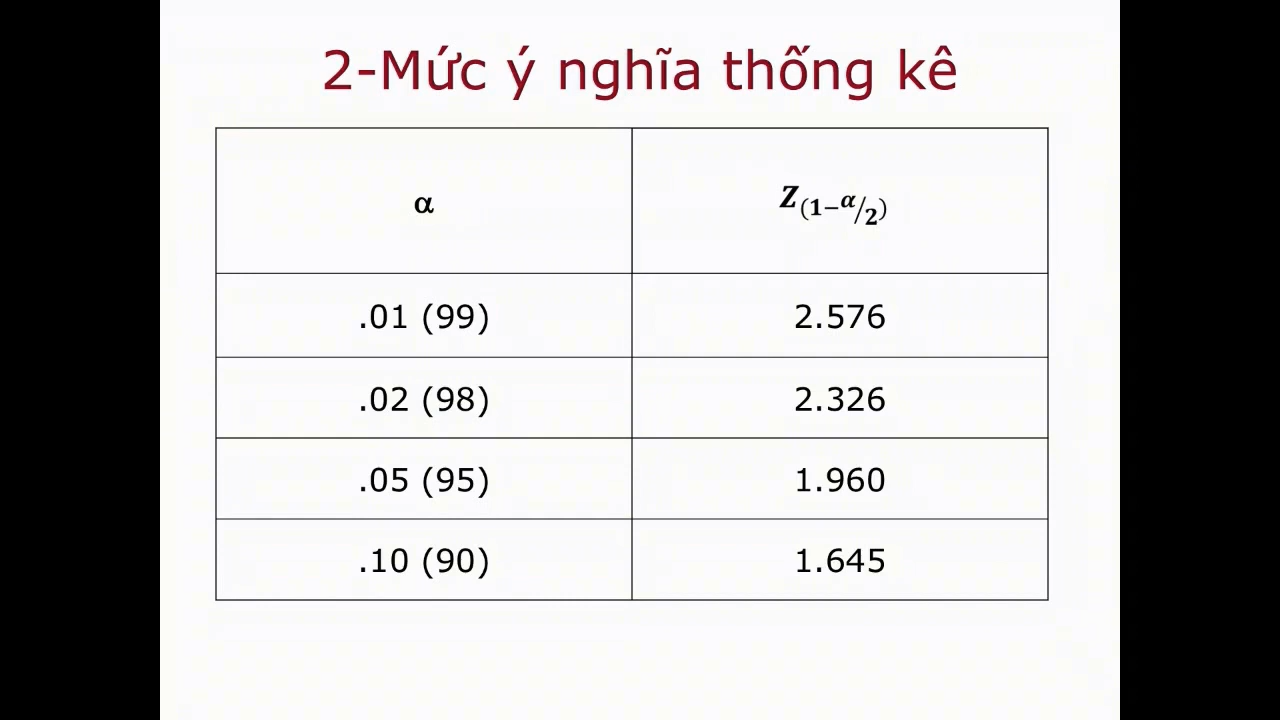 2-Mức ý nghĩa thống kê
α Z(1−α/2)
.01 (99) 2.576
.02 (98) 2.326
.05 (95) 1.960
.10 (90) 1.645